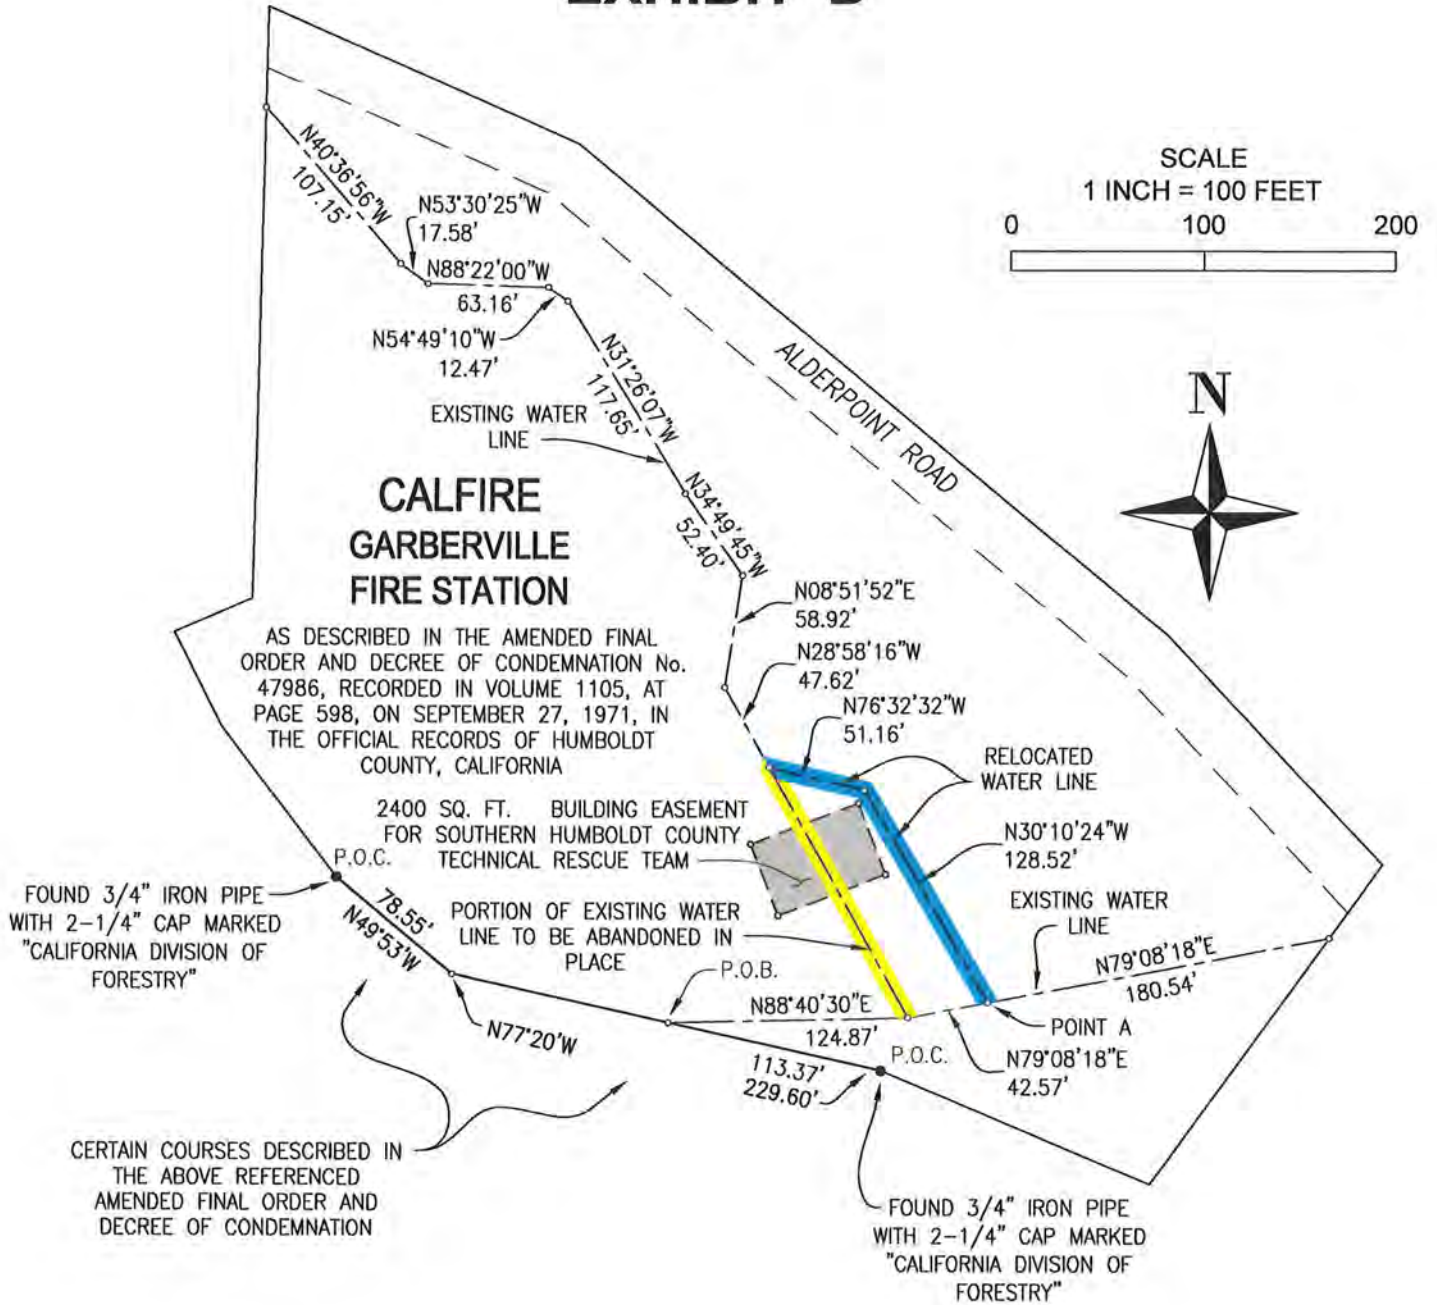 SCALE
1 INCH = 100 FEET
0 100 200
N40°36'56"W
107.15'
N53°30'25"W
17.58'
N88°22'00"W
63.16'
N54°49'10"W
12.47'
N31°26'07"W
117.65'
EXISTING WATER
LINE
ALDERPOINT ROAD
N
N34°49'45"W
52.40'
CALFIRE
GARBERVILLE
FIRE STATION
AS DESCRIBED IN THE AMENDED FINAL
ORDER AND DECREE OF CONDEMNATION No.
47986, RECORDED IN VOLUME 1105, AT
PAGE 598, ON SEPTEMBER 27, 1971, IN
THE OFFICIAL RECORDS OF HUMBOLDT
COUNTY, CALIFORNIA
N08°51'52"E
58.92'
N28°58'16"W
47.62'
N76°32'32"W
51.16'
RELOCATED
WATER LINE
2400 SQ. FT. BUILDING EASEMENT
FOR SOUTHERN HUMBOLDT COUNTY
TECHNICAL RESCUE TEAM
N30°10'24"W
128.52'
P.O.C.
FOUND 3/4" IRON PIPE
WITH 2-1/4" CAP MARKED
"CALIFORNIA DIVISION OF
FORESTRY"
78.55'
N49°53'W
PORTION OF EXISTING WATER
LINE TO BE ABANDONED IN
PLACE
EXISTING WATER
LINE
P.O.B.
N79°08'18"E
180.54'
N88°40'30"E
124.87'
N77°20'W
POINT A
P.O.C.
N79°08'18"E
42.57'
113.37'
229.60'
CERTAIN COURSES DESCRIBED IN
THE ABOVE REFERENCED
AMENDED FINAL ORDER AND
DECREE OF CONDEMNATION
FOUND 3/4" IRON PIPE
WITH 2-1/4" CAP MARKED
"CALIFORNIA DIVISION OF
FORESTRY"